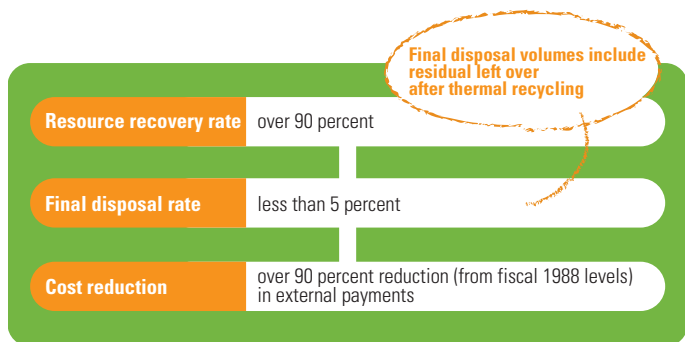 Final disposal volumes include
residual left over
after thermal recycling
Resource recovery rate over 90 percent
Final disposal rate less than 5 percent
Cost reduction over 90 percent reduction (from fiscal 1988 levels)
in external payments